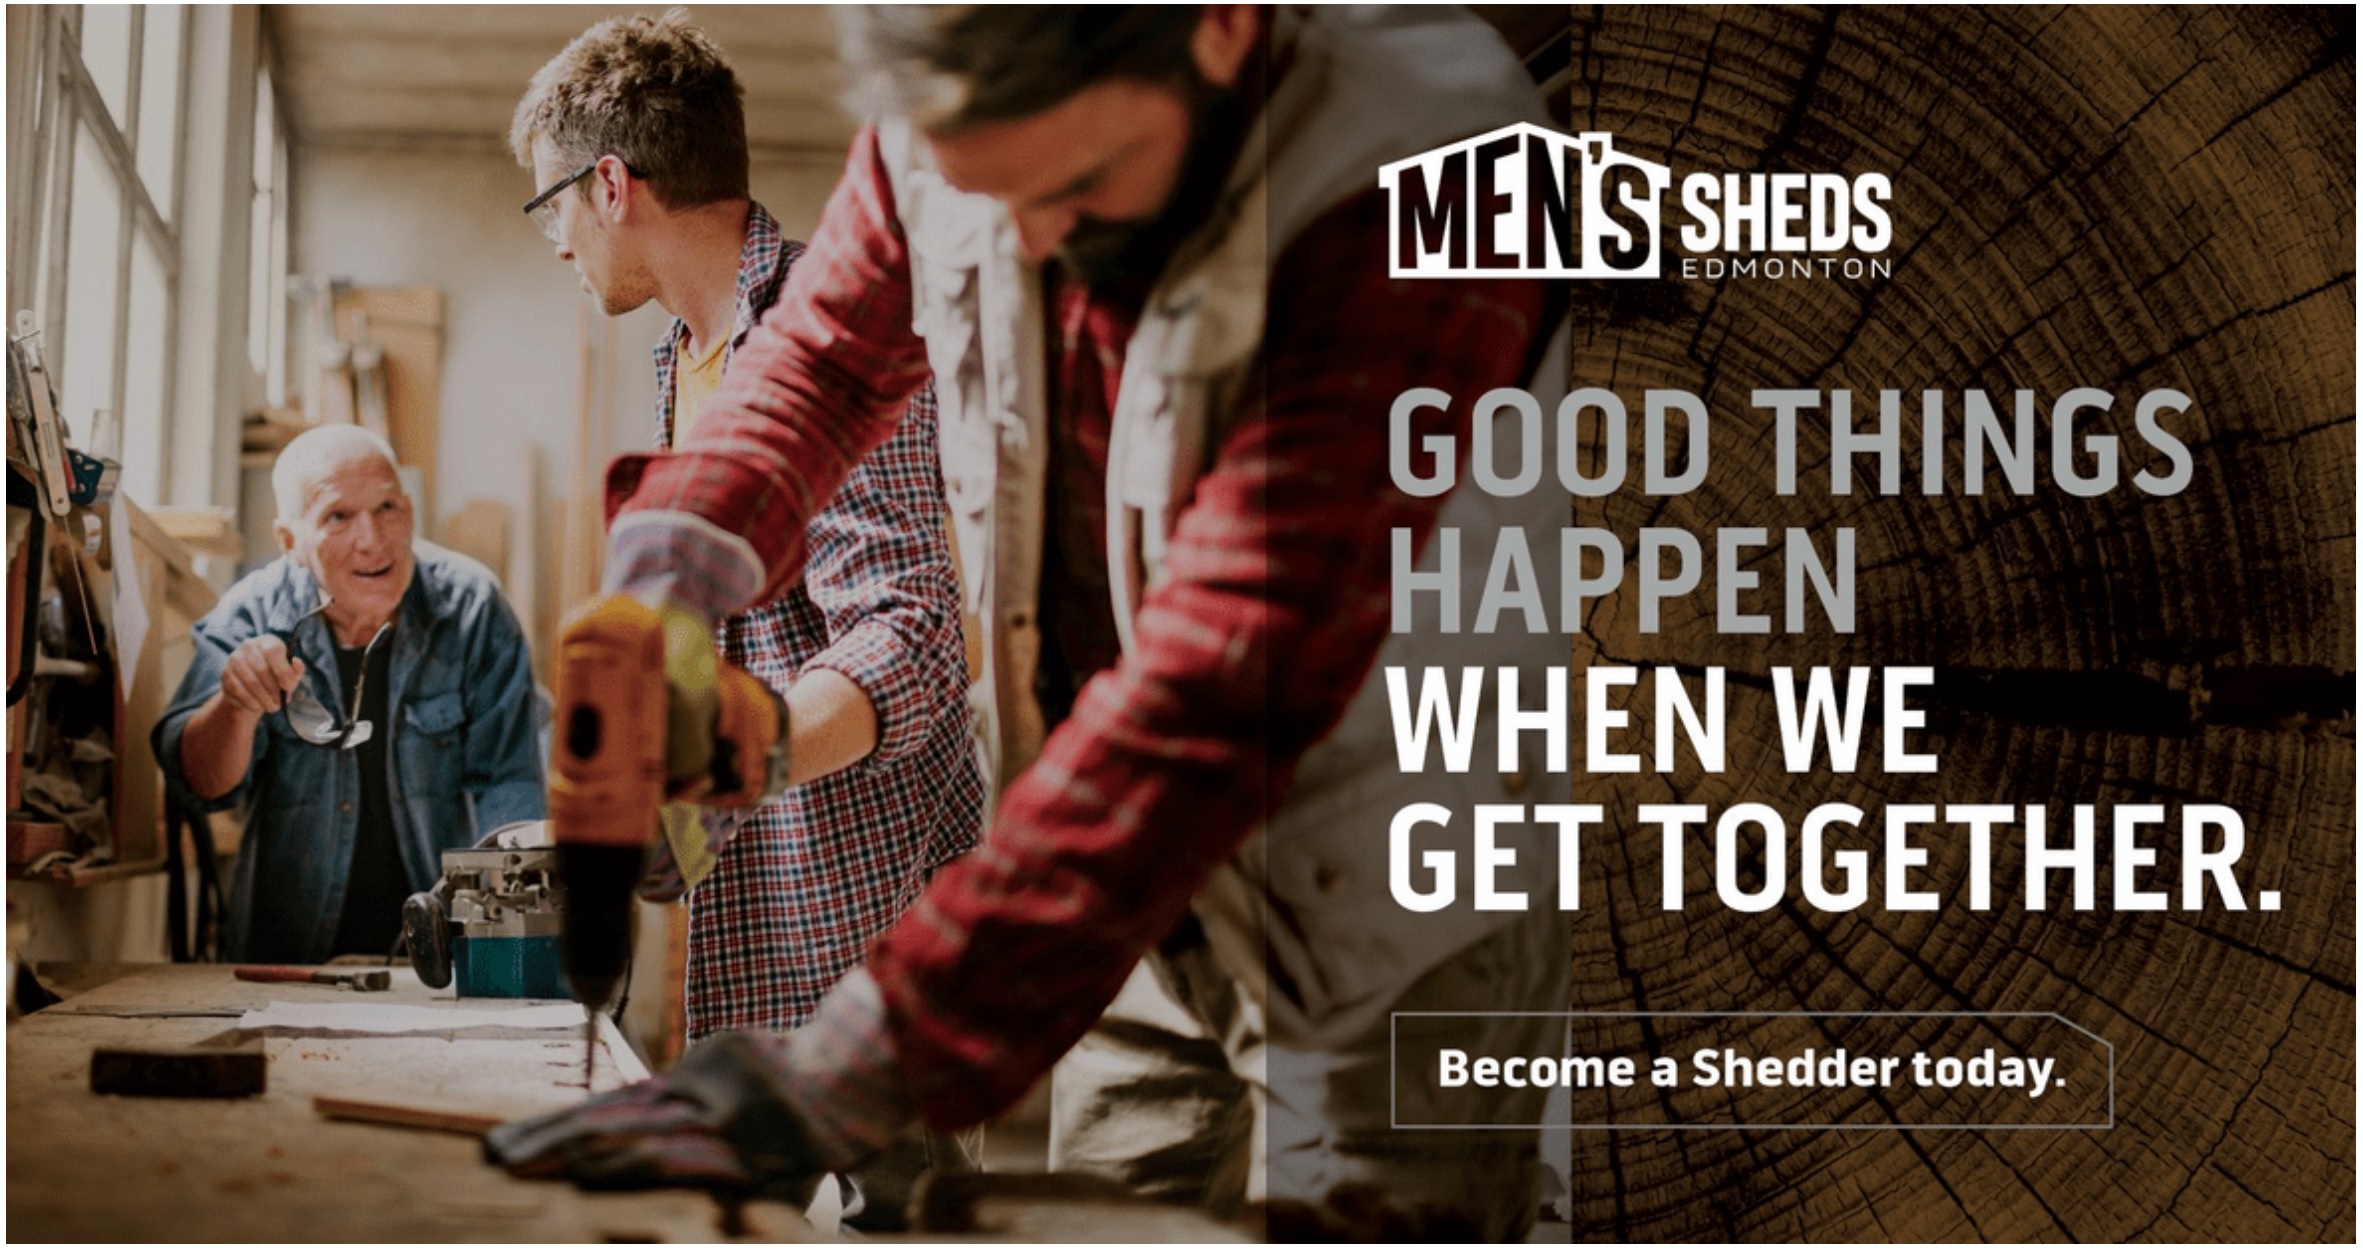 MEN'S SHEDS
EDMONTON
GOOD THINGS
HAPPEN
WHEN WE
GET TOGETHER.
Become a Shedder today.